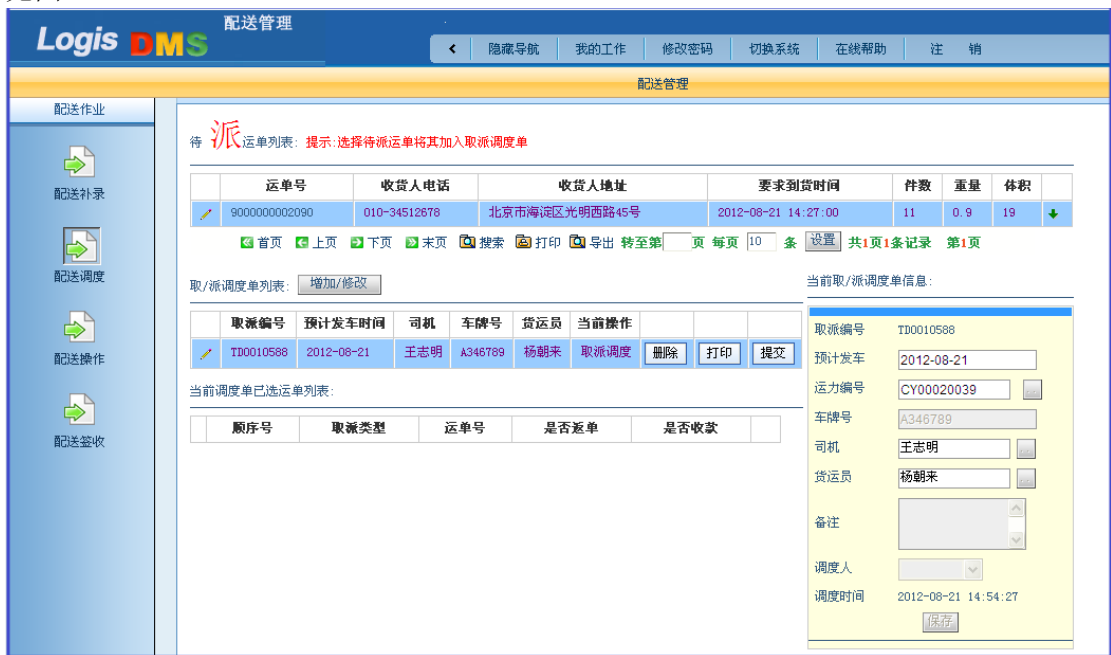 Logis DMS 配送管理
隐藏导航 我的工作 修改密码 切换系统 在线帮助 注 销
配送管理
配送作业
配送补录
配送调度
配送操作
配送签收
待 派 运单列表: 提示:选择待派运单将其加入取派调度单
运单号 收货人电话 收货人地址 要求到货时间 件数 重量 体积
9000000002090 010-34512678 北京市海淀区光明西路45号 2012-08-21 14:27:00 11 0.9 19
首页 上页 下页 末页 搜索 打印 导出 转至第 页 每页 10 条 设置 共1页1条记录 第1页
取/派调度单列表: 增加/修改
取派编号 预计发车时间 司机 车牌号 货运员 当前操作
TD0010588 2012-08-21 王志明 A346789 杨朝来 取派调度 删除 打印 提交
当前调度单已选运单列表:
顺序号 取派类型 运单号 是否返单 是否收款
当前取/派调度单信息:
取派编号 TD0010588
预计发车 2012-08-21
运力编号 CY00020039 ...
车牌号 A346789
司机 王志明 ...
货运员 杨朝来 ...
备注
调度人
调度时间 2012-08-21 14:54:27
保存